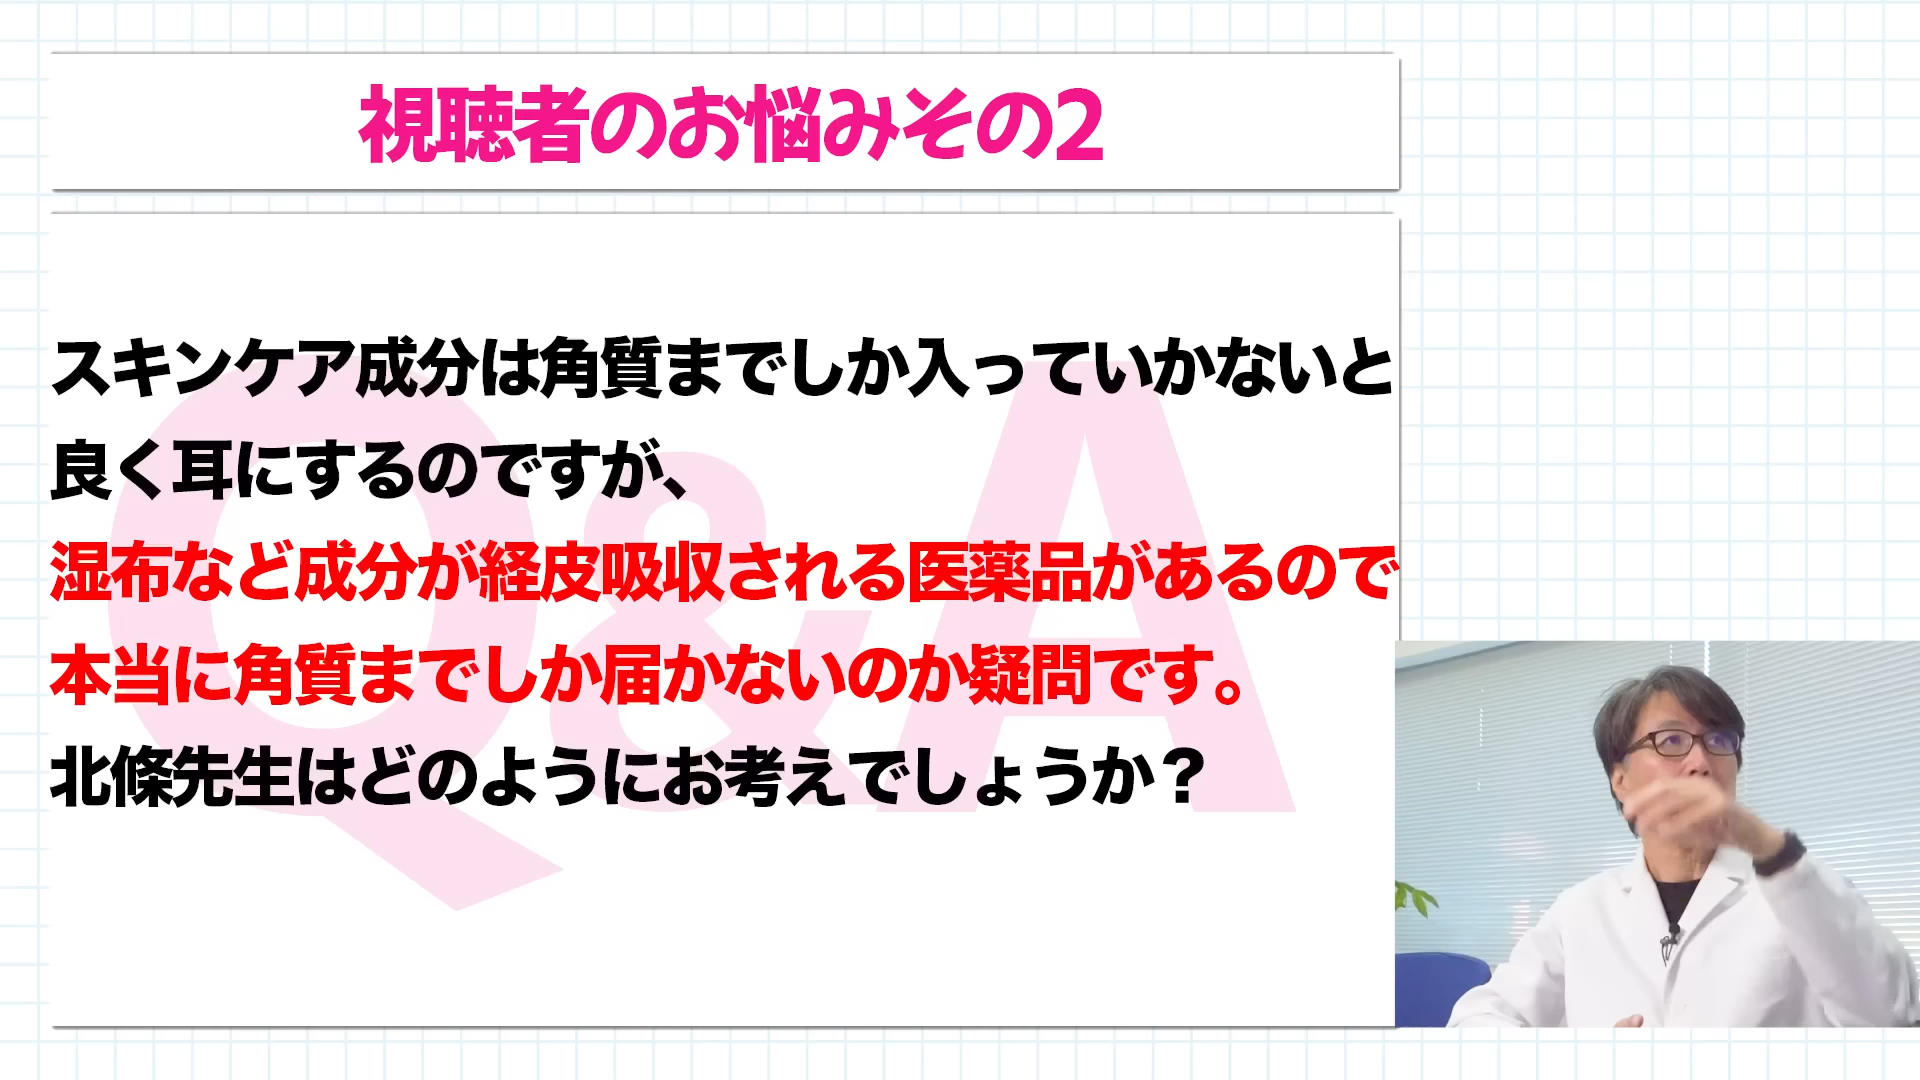 視聴者のお悩みその2
スキンケア成分は角質までしか入っていかないと
良く耳にするのですが、
湿布など成分が経皮吸収される医薬品があるので
本当に角質までしか届かないのか疑問です。
北條先生はどのようにお考えでしょうか？
Q&A